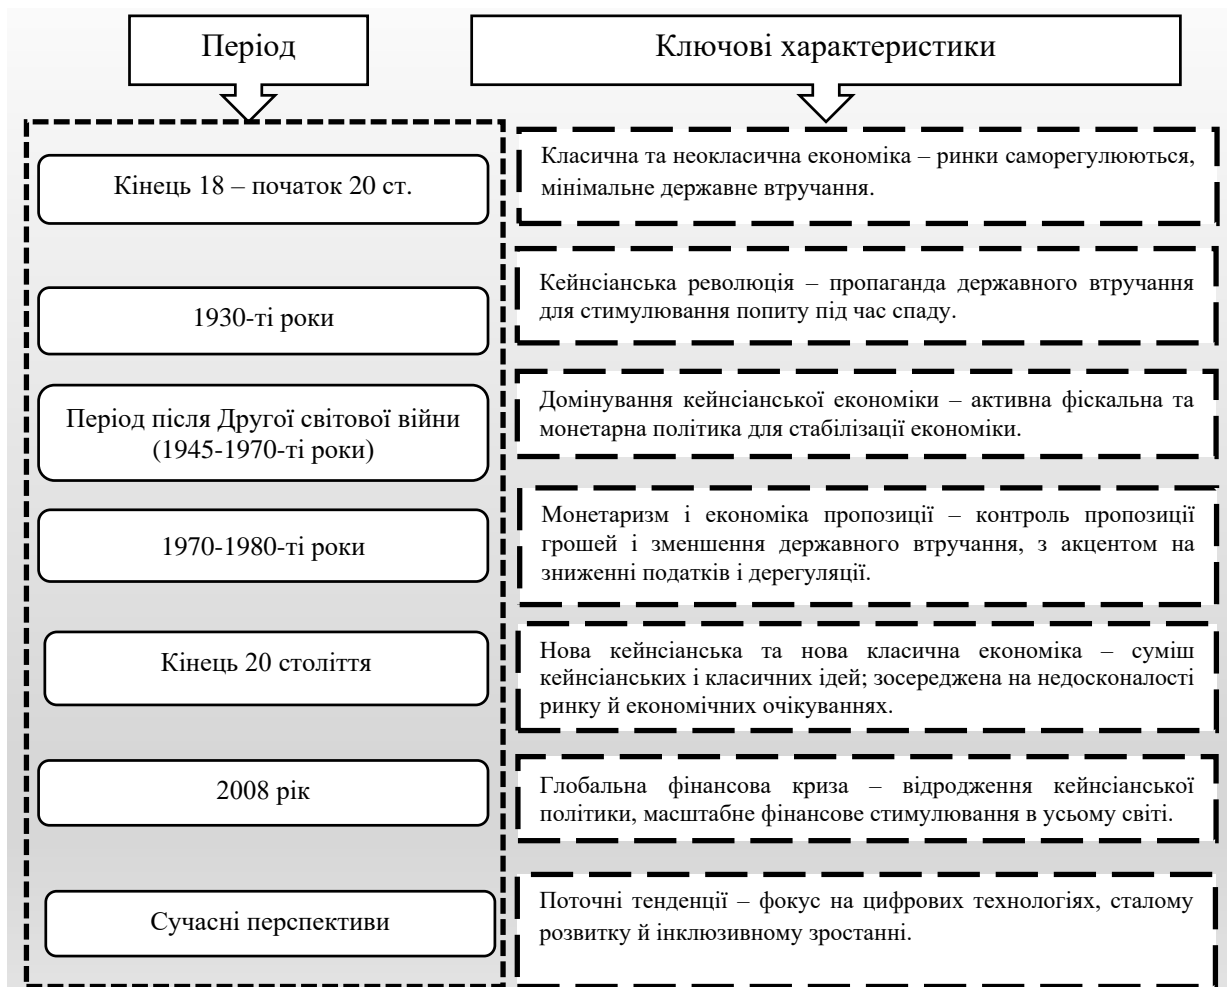 Період
Ключові характеристики
Кінець 18 – початок 20 ст.
Класична та неокласична економіка – ринки саморегулюються,
мінімальне державне втручання.
1930-ті роки
Кейнсіанська революція – пропаганда державного втручання
для стимулювання попиту під час спаду.
Період після Другої світової війни
(1945-1970-ті роки)
Домінування кейнсіанської економіки – активна фіскальна та
монетарна політика для стабілізації економіки.
1970-1980-ті роки
Монетаризм і економіка пропозиції – контроль пропозиції
грошей і зменшення державного втручання, з акцентом на
зниженні податків і дерегуляції.
Кінець 20 століття
Нова кейнсіанська та нова класична економіка – суміш
кейнсіанських і класичних ідей; зосереджена на недосконалості
ринку й економічних очікуваннях.
2008 рік
Глобальна фінансова криза – відродження кейнсіанської
політики, масштабне фінансове стимулювання в усьому світі.
Сучасні перспективи
Поточні тенденції – фокус на цифрових технологіях, сталому
розвитку й інклюзивному зростанні.